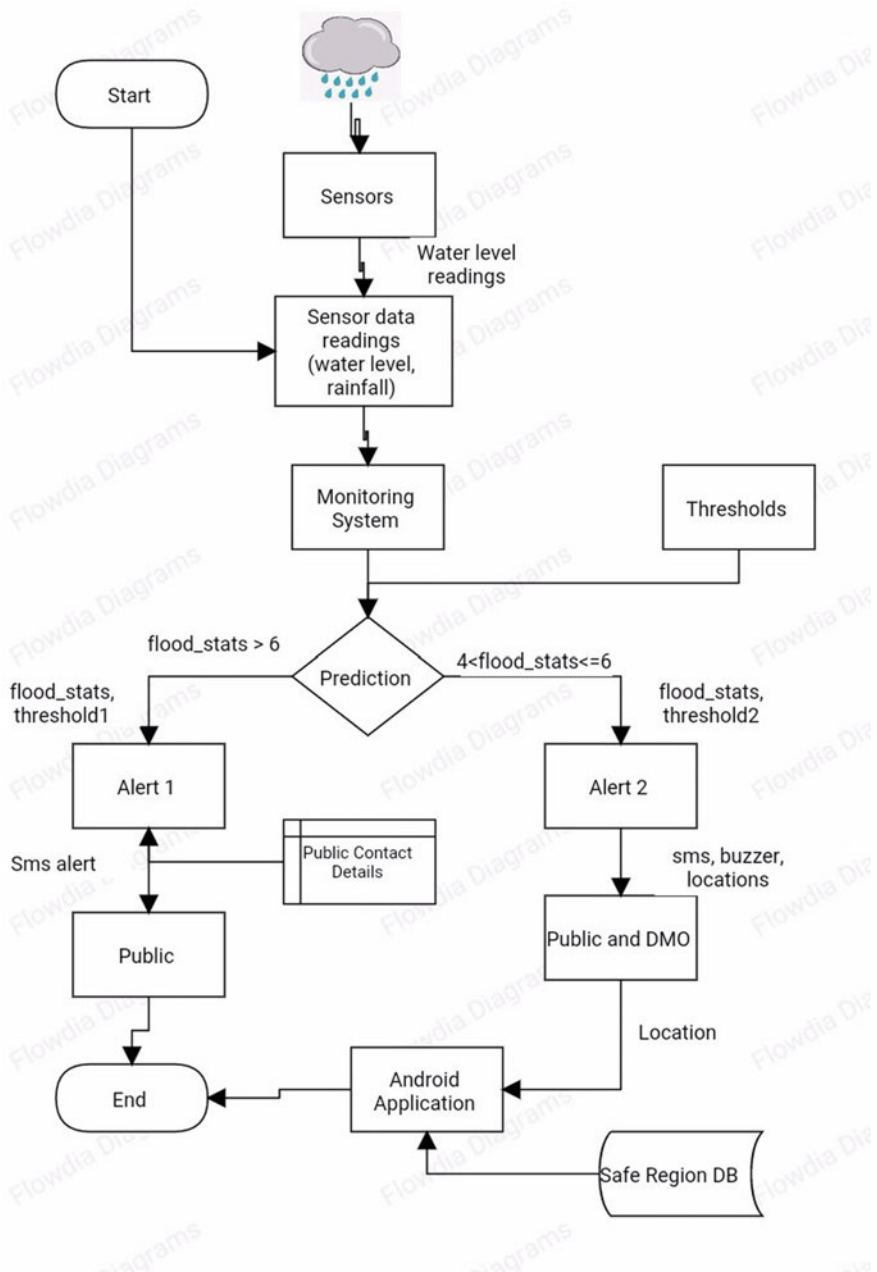 Start
Sensors
Water level
readings
Sensor data
readings
(water level,
rainfall)
Monitoring
System
Thresholds
flood_stats > 6
Prediction
4<flood_stats<=6
flood_stats,
threshold1
flood_stats,
threshold2
Alert 1
Alert 2
Sms alert
Public Contact
Details
sms, buzzer,
locations
Public
Public and DMO
Location
End
Android
Application
Safe Region DB
Flowdia Diagrams